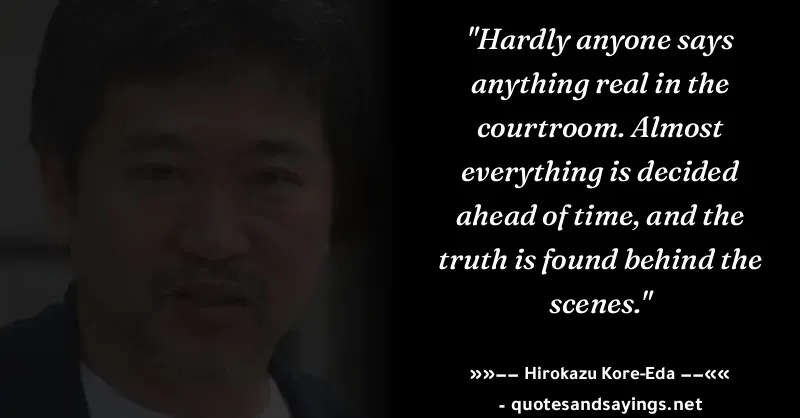 "Hardly anyone says
anything real in the
courtroom. Almost
everything is decided
ahead of time, and the
truth is found behind the
scenes."
»»−− Hirokazu Kore-Eda −−««
- quotesandsayings.net